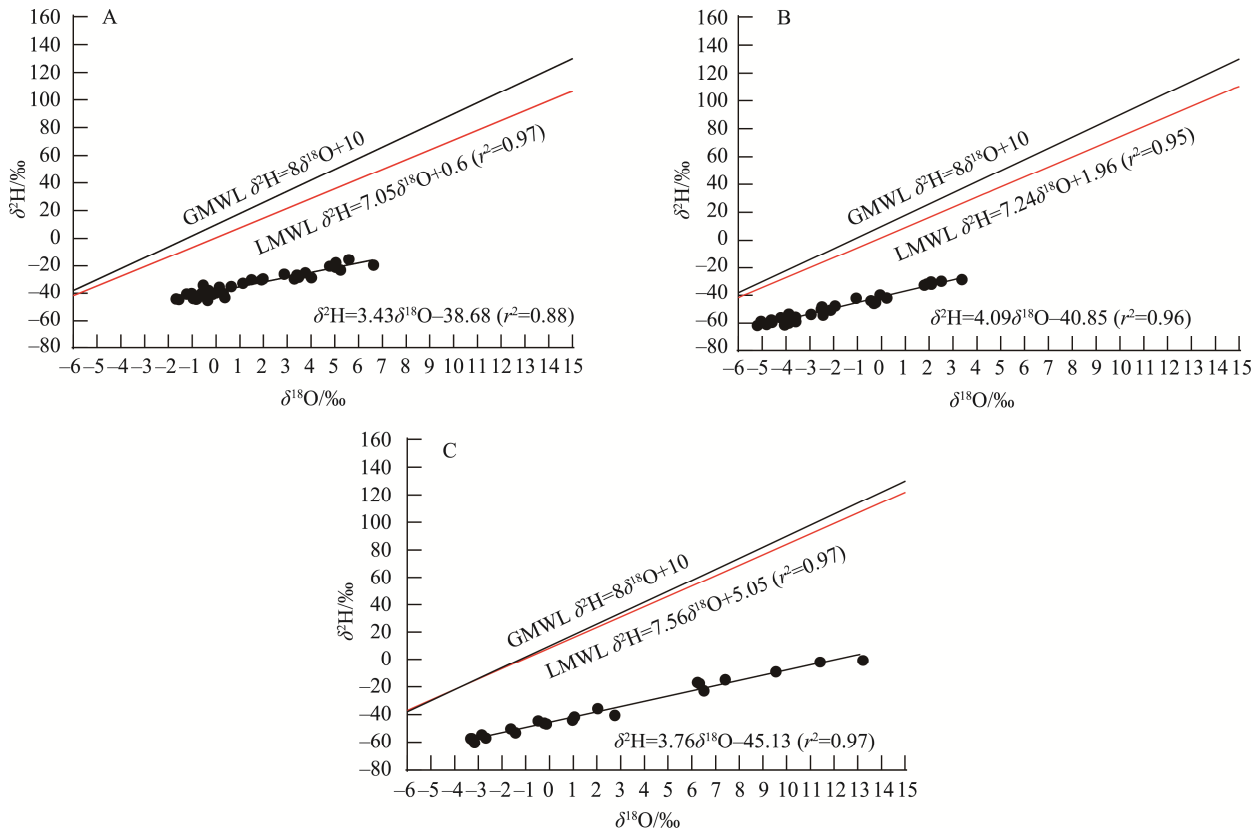 A
160
140
120
100
80
60
40
20
0
–20
–40
–60
–80
δ²H/‰
GMWL δ²H=8δ¹⁸O+10
LMWL δ²H=7.05δ¹⁸O+0.6 (r²=0.97)
δ²H=3.43δ¹⁸O–38.68 (r²=0.88)
–6 –5 –4 –3 –2 –1 0 1 2 3 4 5 6 7 8 9 10 11 12 13 14 15
δ¹⁸O/‰
B
160
140
120
100
80
60
40
20
0
–20
–40
–60
–80
δ²H/‰
GMWL δ²H=8δ¹⁸O+10
LMWL δ²H=7.24δ¹⁸O+1.96 (r²=0.95)
δ²H=4.09δ¹⁸O–40.85 (r²=0.96)
–6 –5 –4 –3 –2 –1 0 1 2 3 4 5 6 7 8 9 10 11 12 13 14 15
δ¹⁸O/‰
C
160
140
120
100
80
60
40
20
0
–20
–40
–60
–80
δ²H/‰
GMWL δ²H=8δ¹⁸O+10
LMWL δ²H=7.56δ¹⁸O+5.05 (r²=0.97)
δ²H=3.76δ¹⁸O–45.13 (r²=0.97)
–6 –5 –4 –3 –2 –1 0 1 2 3 4 5 6 7 8 9 10 11 12 13 14 15
δ¹⁸O/‰